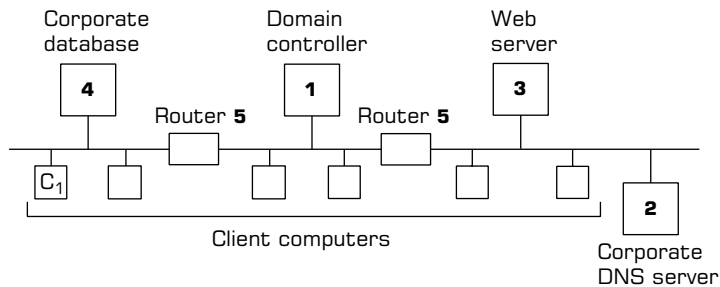 Corporate
database
Domain
controller
Web
server
4
1
3
Router 5
Router 5
C1
2
Client computers
Corporate
DNS server